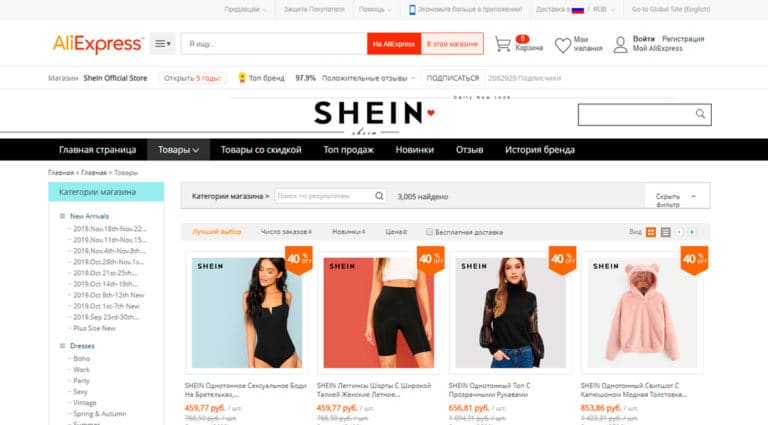 Продавцам
Защита Покупателя
Помощь
Экономьте больше в приложении!
Доставка в / RUB
Go to Global Site (English)
AliExpress
Я ищу...
На AliExpress
В этом магазине
0
Корзина
Мои желания
Войти Регистрация
Мой AliExpress
Магазин Shein Official Store
Открыть 5 годы:
Топ бренд
97.9% Положительные отзывы
ПОДПИСАТЬСЯ
2082929 Подписчики
Daily New Look
SHEIN
shein
Главная страница
Товары
Товары со скидкой
Топ продаж
Новинки
Отзыв
История бренда
Главная > Главная > Товары
Категории магазина
New Arrivals
2019.Nov.18th-Nov.22...
2019.Nov.11th-Nov.15...
2019.Nov.4th-Nov.8th...
2019.Oct.28th-Nov.1s...
2019.Oct 21st-25th...
2019.Oct 14th-18th...
2019.Oct 8th-12th New
2019.Oct 1st-7th New
2019.Sep 23rd-30th...
Plus Size New
Dresses
Boho
Work
Party
Sexy
Vintage
Spring & Autumn
Summer
Категории магазина >
Поиск по результатам.
3,005 найдено
Скрыть фильтр
Лучший выбор
Число заказов
Новинки
Цена
Бесплатная доставка
Вид
SHEIN
40 % OFF
SHEIN Однотонное Сексуальное Боди
На Бретельках,...
459,77 руб. / шт.
766,50 руб. / шт.
SHEIN
40 % OFF
SHEIN Леггинсы Шорты С Широкой
Талией Женские Летние...
459,77 руб. / шт.
766,50 руб. / шт.
SHEIN
40 % OFF
SHEIN Однотонный Топ С
Прозрачными Рукавами
656,81 руб. / шт.
1 094,91 руб. / шт.
SHEIN
40 % OFF
SHEIN Однотонный Свитшот С
Капюшоном Модная Толстовка...
853,86 руб. / шт.
1 423,31 руб. / шт.